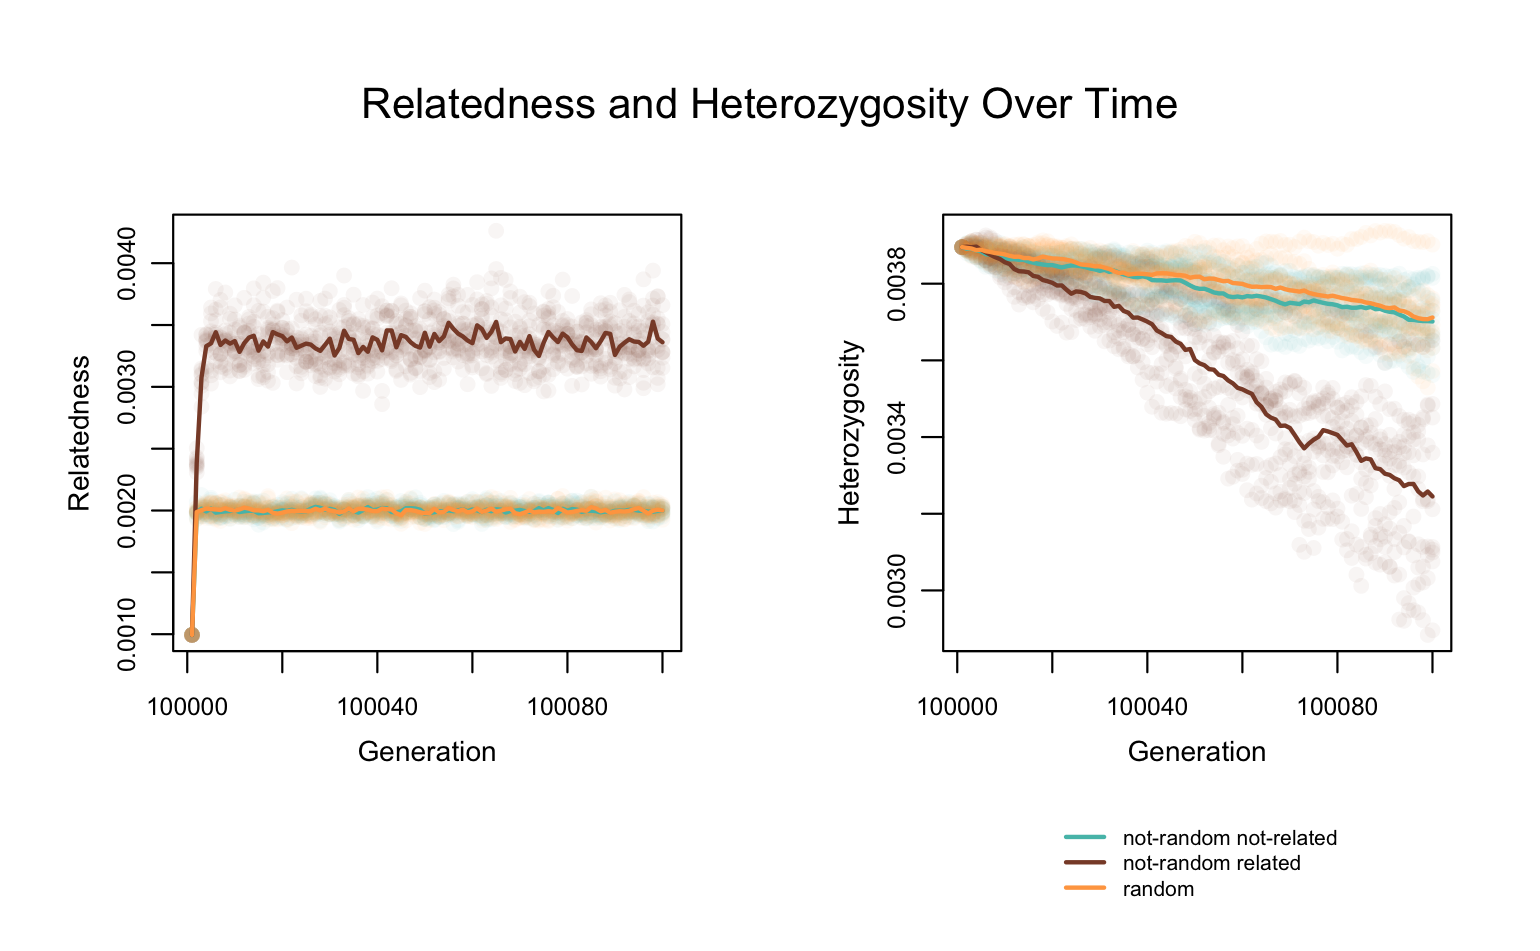 Relatedness and Heterozygosity Over Time
Relatedness
0.0040
0.0030
0.0020
0.0010
100000
100040
100080
Generation
Heterozygosity
0.0038
0.0034
0.0030
100000
100040
100080
Generation
not-random not-related
not-random related
random